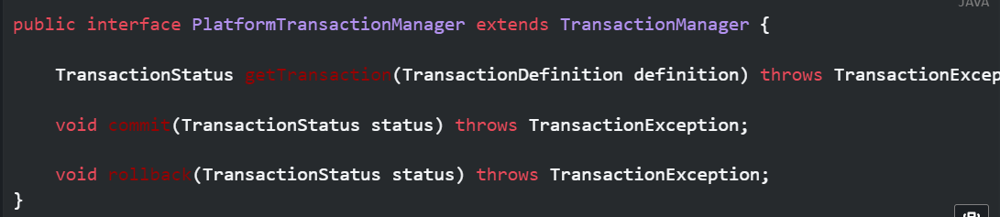 JAVA
public interface PlatformTransactionManager extends TransactionManager {
TransactionStatus getTransaction(TransactionDefinition definition) throws TransactionExcep
void commit(TransactionStatus status) throws TransactionException;
void rollback(TransactionStatus status) throws TransactionException;
}